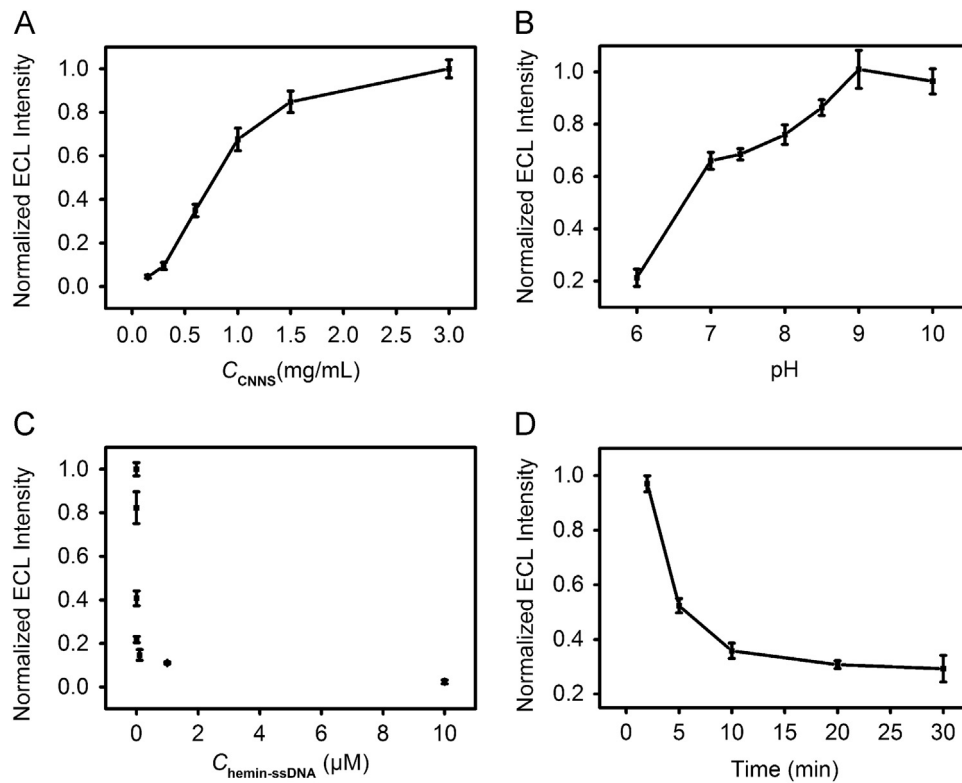 A
Normalized ECL Intensity
1.0
0.8
0.6
0.4
0.2
0.0
0.0 0.5 1.0 1.5 2.0 2.5 3.0
C CNNS (mg/mL)
B
Normalized ECL Intensity
1.0
0.8
0.6
0.4
0.2
6 7 8 9 10
pH
C
Normalized ECL Intensity
1.0
0.8
0.6
0.4
0.2
0.0
0 2 4 6 8 10
C hemin-ssDNA (μM)
D
Normalized ECL Intensity
1.0
0.8
0.6
0.4
0.2
0 5 10 15 20 25 30
Time (min)